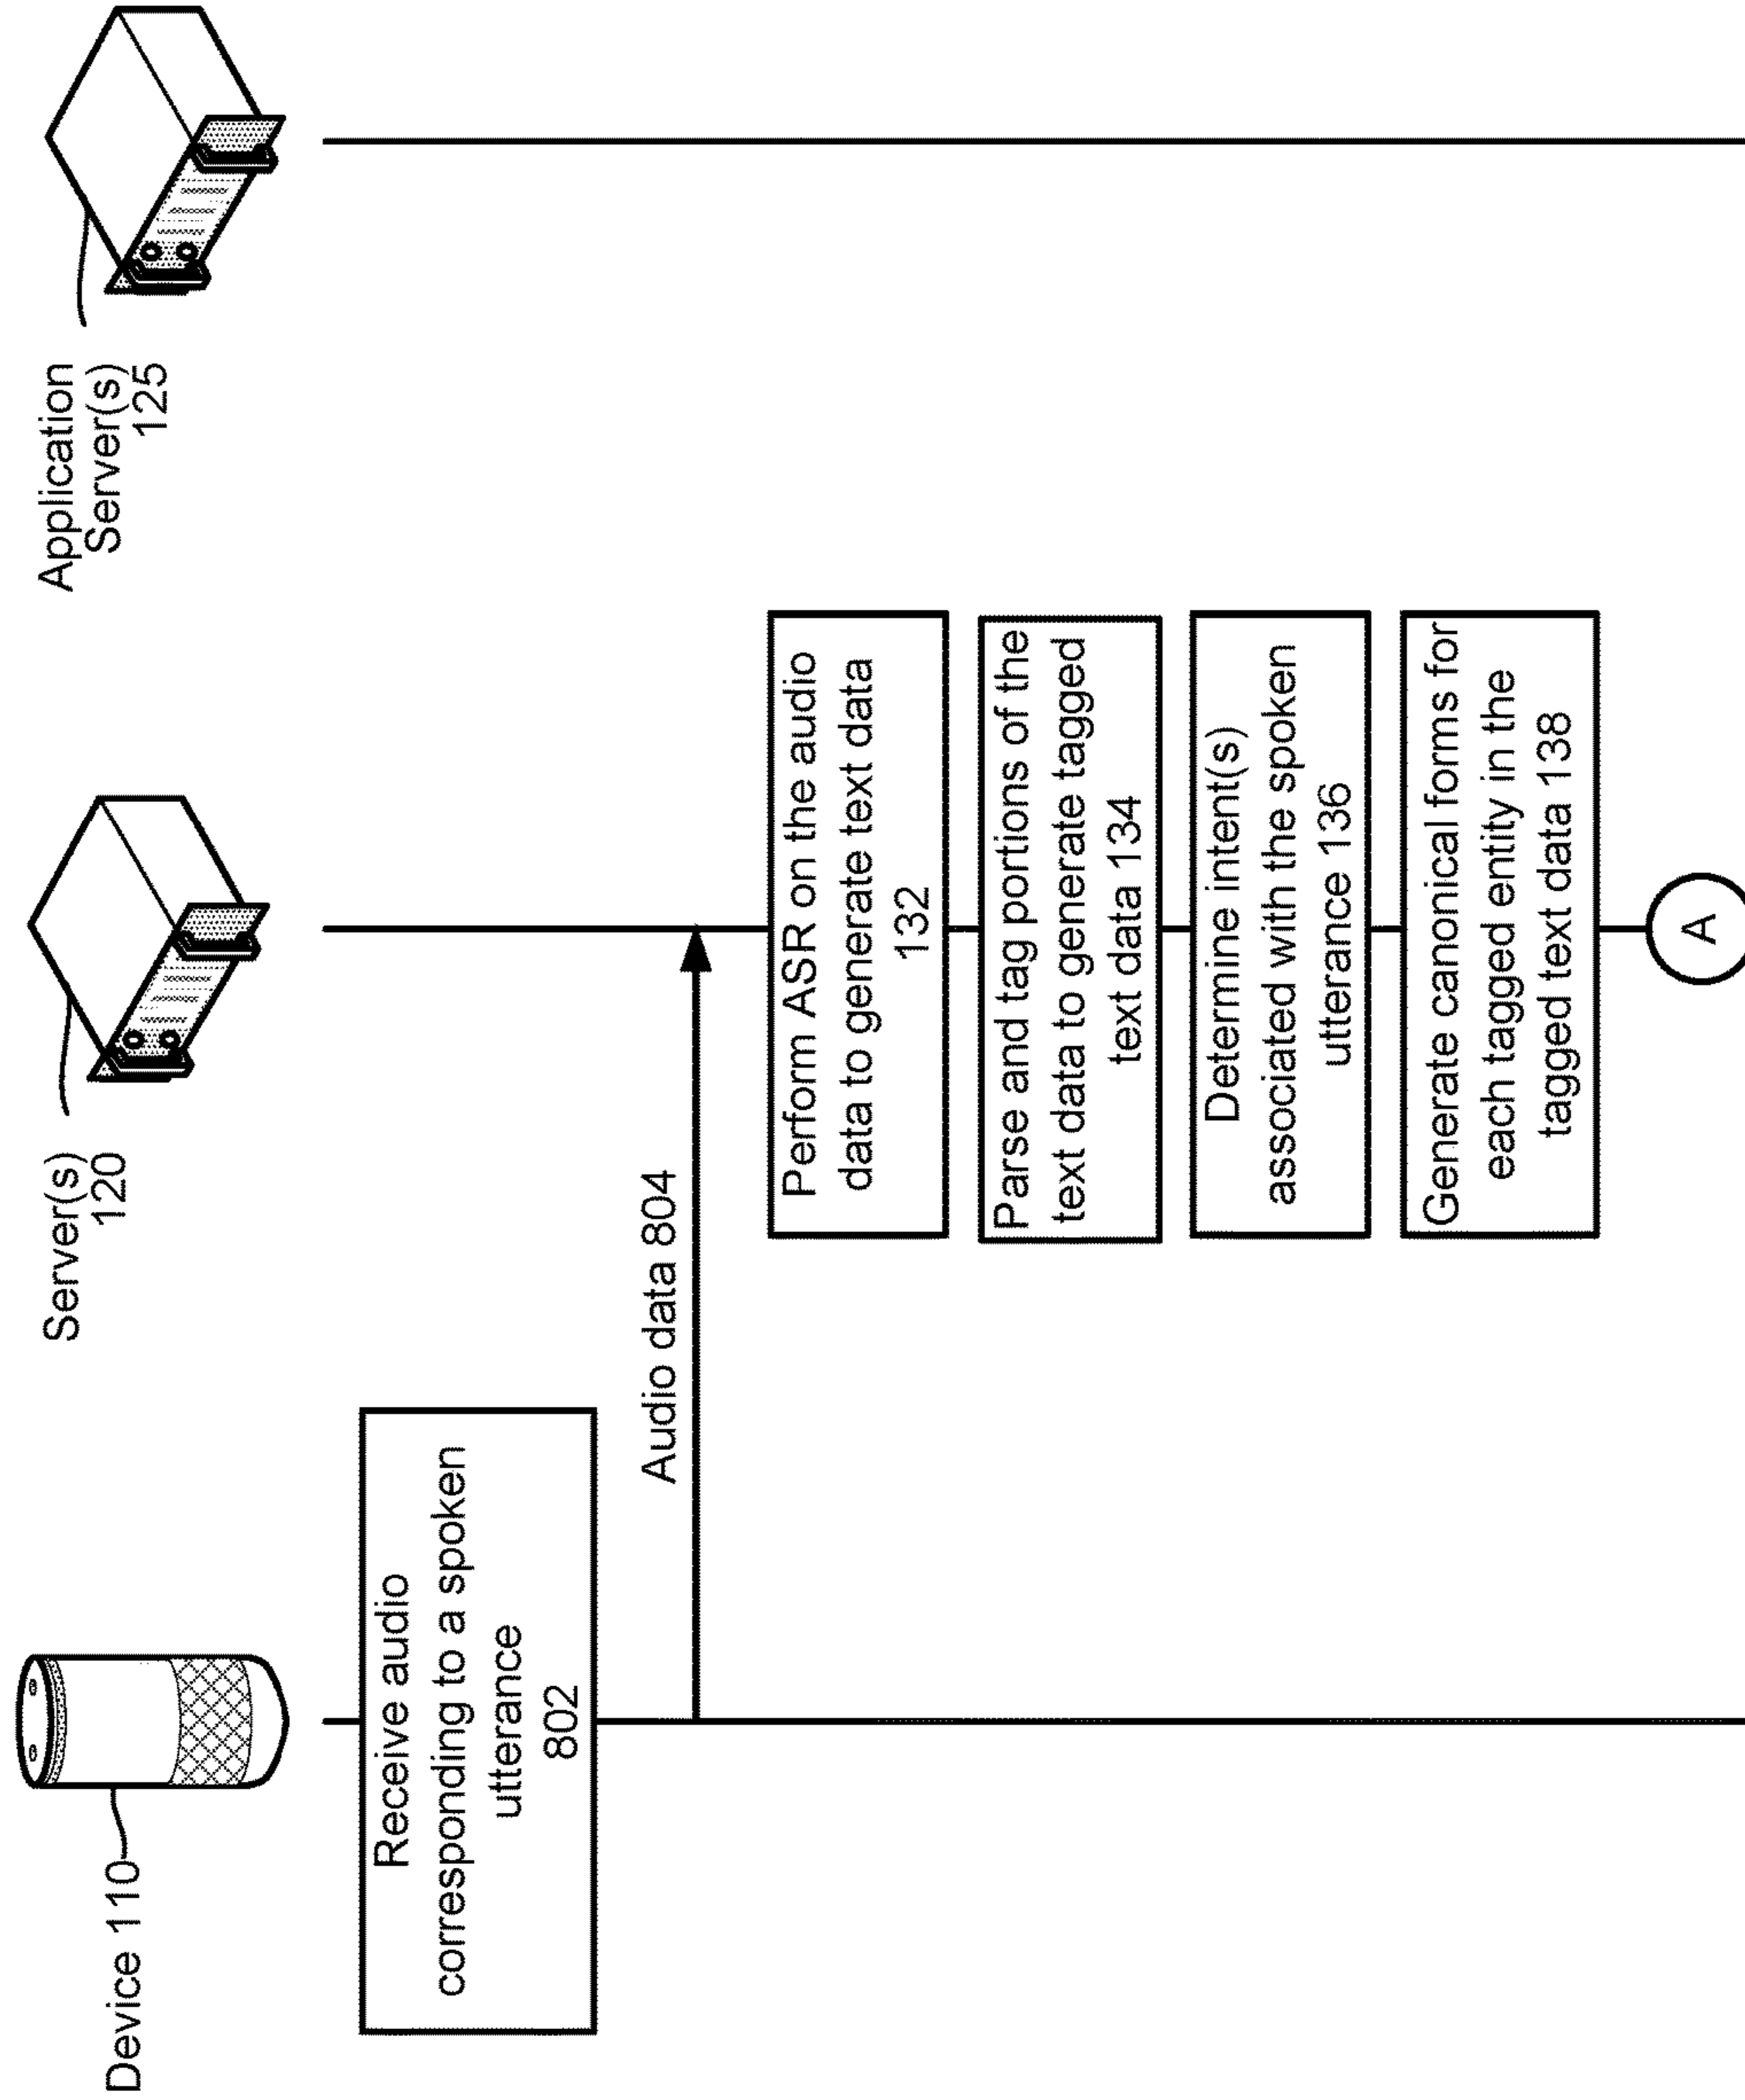 Device 110
Servers(s)
120
Application
Server(s)
125
Receive audio
corresponding to a spoken
utterance
802
Audio data 804
Perform ASR on the audio
data to generate text data
132
Parse and tag portions of the
text data to generate tagged
text data 134
Determine intent(s)
associated with the spoken
utterance 136
Generate canonical forms for
each tagged entity in the
tagged text data 138
A